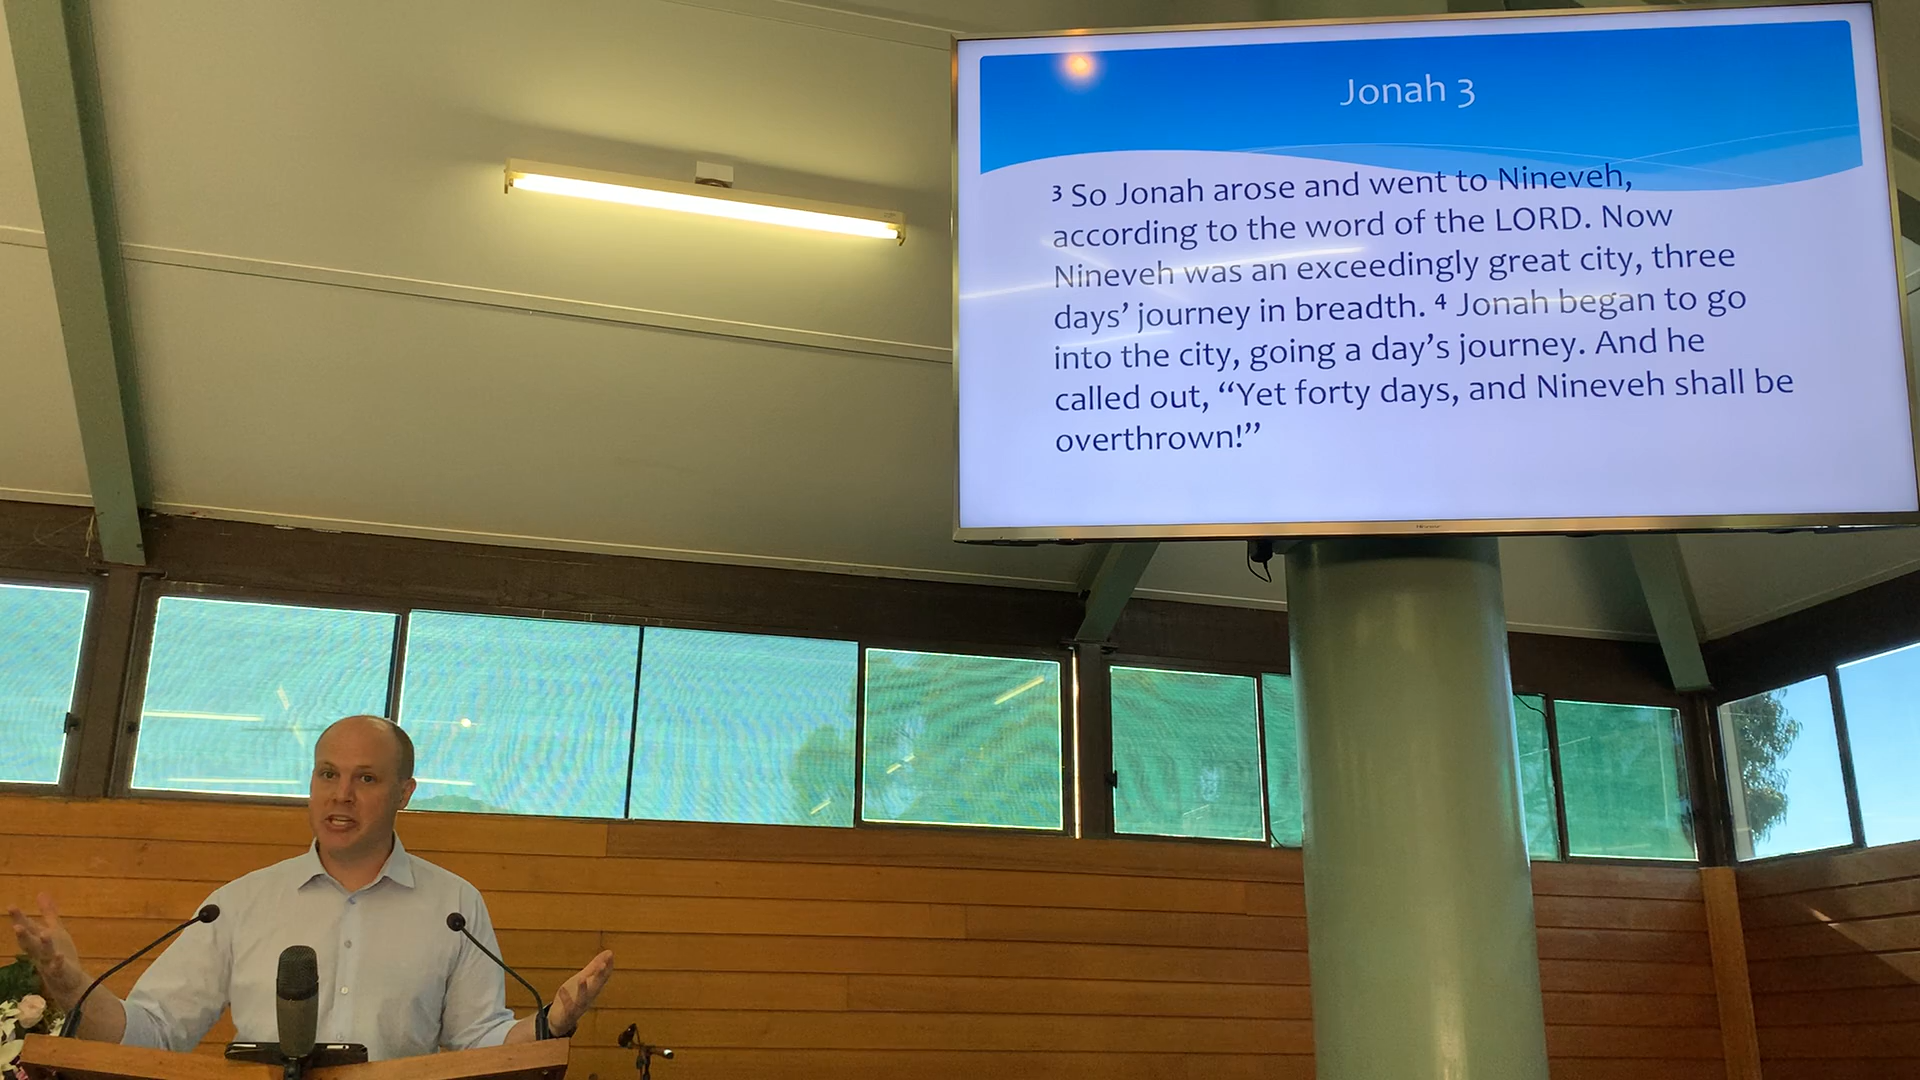 Jonah 3
³ So Jonah arose and went to Nineveh,
according to the word of the LORD. Now
Nineveh was an exceedingly great city, three
days’ journey in breadth. ⁴ Jonah began to go
into the city, going a day’s journey. And he
called out, “Yet forty days, and Nineveh shall be
overthrown!”